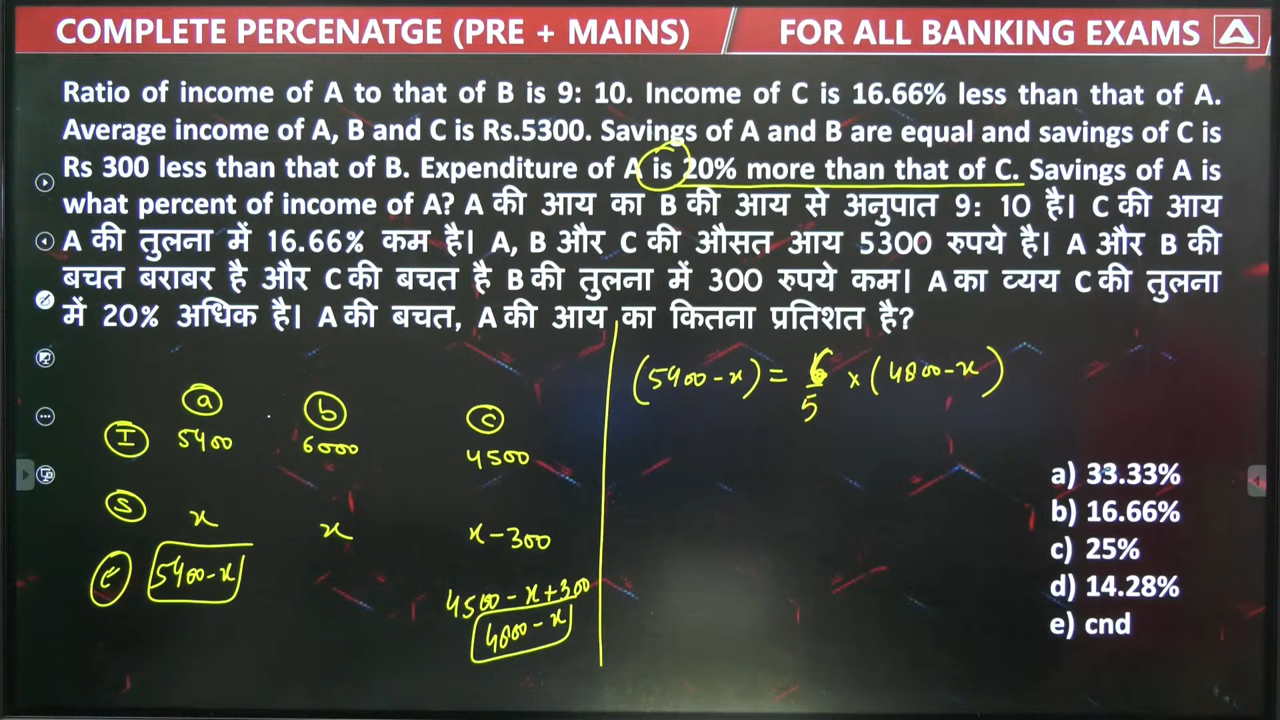 COMPLETE PERCENATGE (PRE + MAINS)
FOR ALL BANKING EXAMS
Ratio of income of A to that of B is 9: 10. Income of C is 16.66% less than that of A.
Average income of A, B and C is Rs.5300. Savings of A and B are equal and savings of C is
Rs 300 less than that of B. Expenditure of A is 20% more than that of C. Savings of A is
what percent of income of A? A की आय का B की आय से अनुपात 9: 10 है। C की आय
A की तुलना में 16.66% कम है। A, B और C की औसत आय 5300 रुपये है। A और B की
बचत बराबर है और C की बचत है B की तुलना में 300 रुपये कम। A का व्यय C की तुलना
में 20% अधिक है। A की बचत, A की आय का कितना प्रतिशत है?
a b c
I 5400 6000 4500
S x x x-300
E 5400-x 4500-x+300
4800-x
(5400-x) = 6/5 × (4800-x)
a) 33.33%
b) 16.66%
c) 25%
d) 14.28%
e) cnd